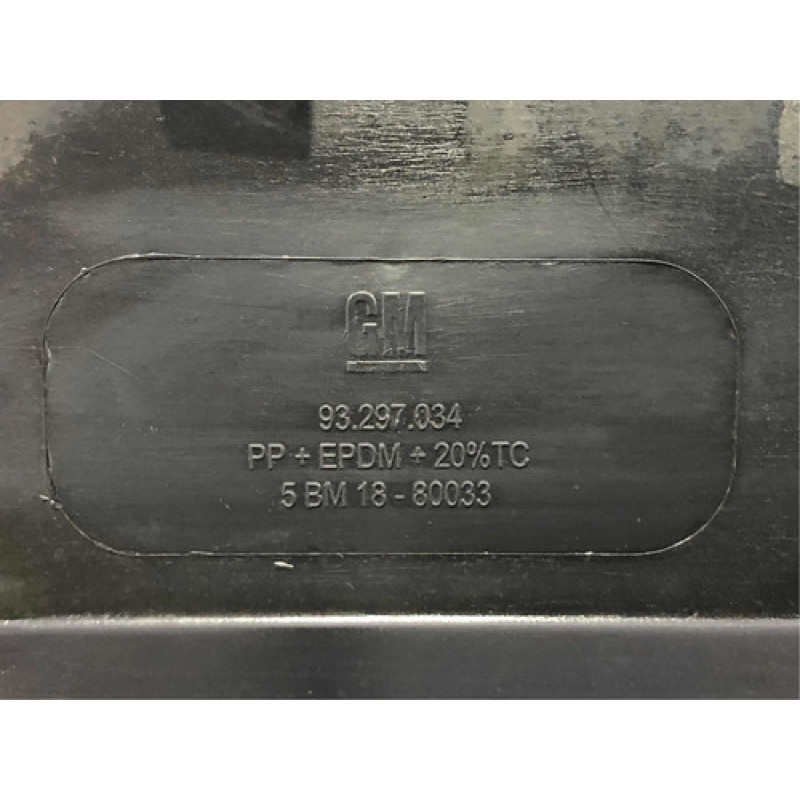 GM
93.297.034
PP + EPDM + 20%TC
5 BM 18 - 80033